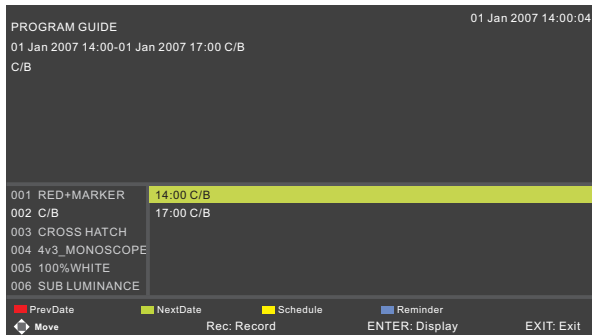 PROGRAM GUIDE
01 Jan 2007 14:00:04
01 Jan 2007 14:00-01 Jan 2007 17:00 C/B
C/B
001 RED+MARKER
14:00 C/B
002 C/B
17:00 C/B
003 CROSS HATCH
004 4v3_MONOSCOPE
005 100%WHITE
006 SUB LUMINANCE
PrevDate NextDate Schedule Reminder
Move Rec: Record ENTER: Display EXIT: Exit